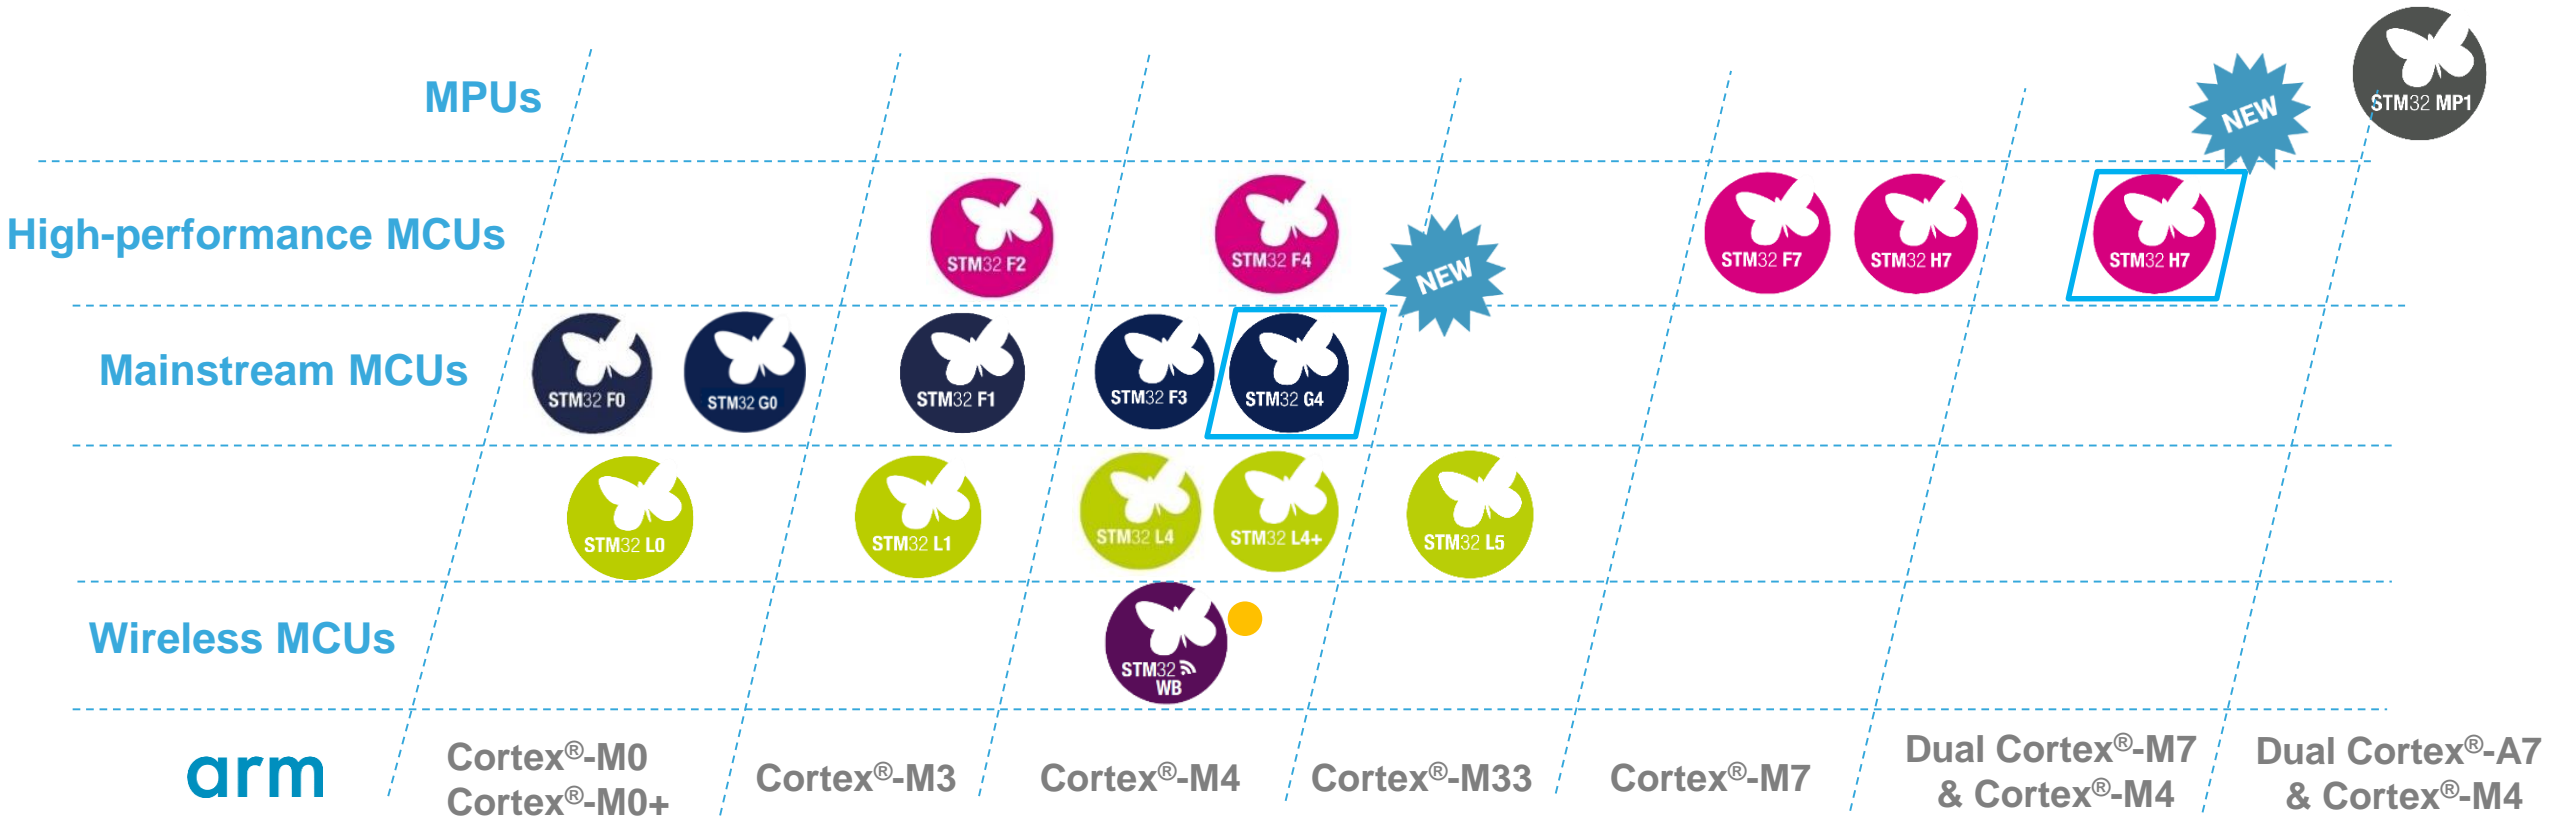 MPUs
NEW
STM32 MP1
High-performance MCUs
STM32 F2
STM32 F4
NEW
STM32 F7
STM32 H7
STM32 H7
Mainstream MCUs
STM32 F0
STM32 G0
STM32 F1
STM32 F3
STM32 G4
STM32 L0
STM32 L1
STM32 L4
STM32 L4+
STM32 L5
Wireless MCUs
STM32
WB
arm
Cortex®-M0
Cortex®-M0+
Cortex®-M3
Cortex®-M4
Cortex®-M33
Cortex®-M7
Dual Cortex®-M7
& Cortex®-M4
Dual Cortex®-A7
& Cortex®-M4